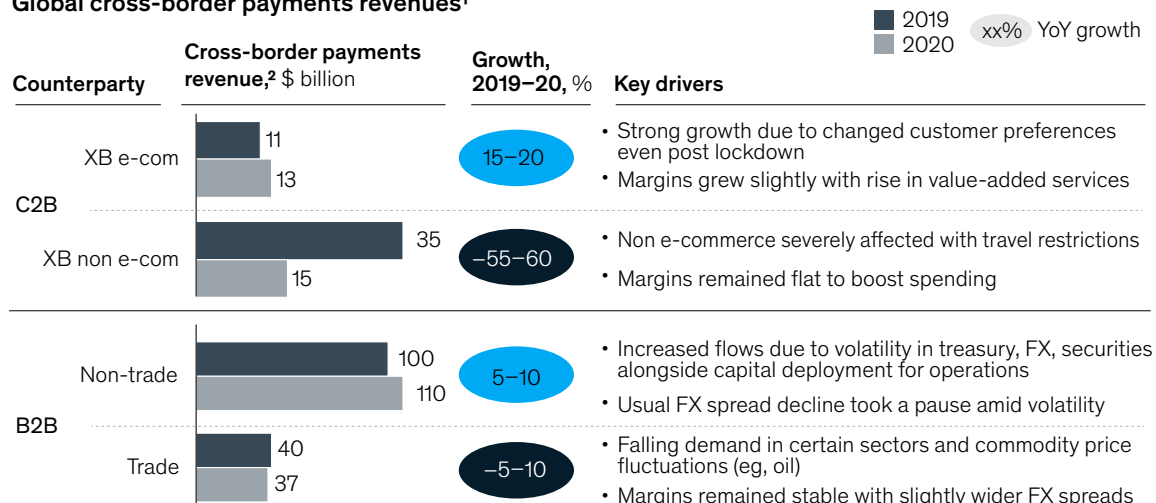 Global cross-border payments revenues¹
2019
2020
xx% YoY growth
Counterparty
Cross-border payments
revenue,² $ billion
Growth,
2019–20, %
Key drivers
C2B
XB e-com
11
13
15–20
• Strong growth due to changed customer preferences
even post lockdown
• Margins grew slightly with rise in value-added services
XB non e-com
35
15
–55–60
• Non e-commerce severely affected with travel restrictions
• Margins remained flat to boost spending
B2B
Non-trade
100
110
5–10
• Increased flows due to volatility in treasury, FX, securities
alongside capital deployment for operations
• Usual FX spread decline took a pause amid volatility
Trade
40
37
–5–10
• Falling demand in certain sectors and commodity price
fluctuations (eg, oil)
• Margins remained stable with slightly wider FX spreads